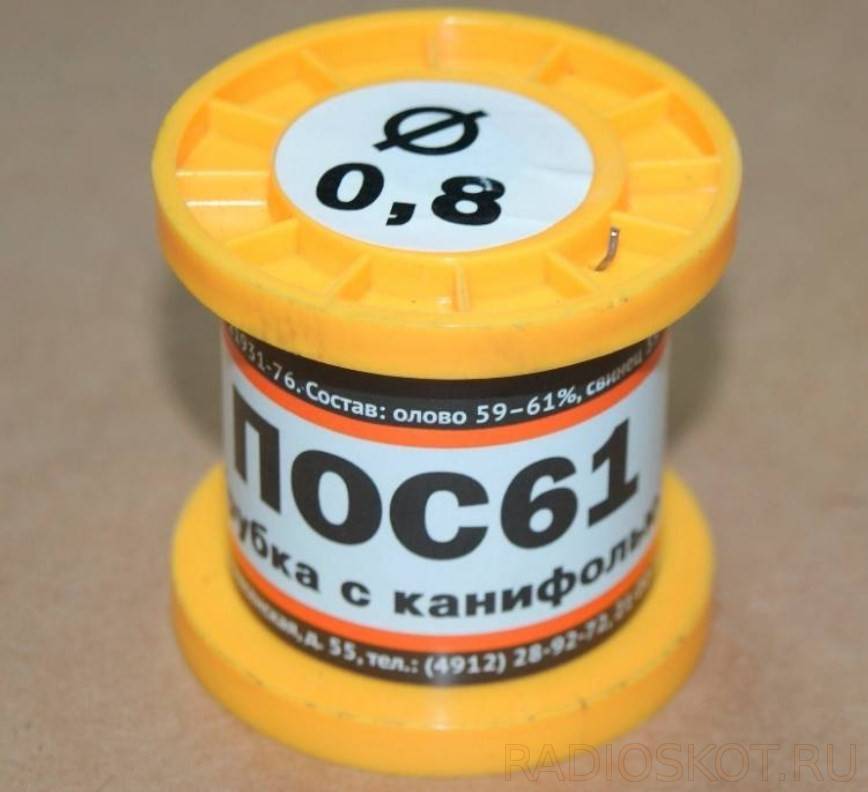 Ø
0,8
21931-76. Состав: олово 59-61%, свинец
ПОС61
трубка с канифолью
д. 55, тел.: (4912) 28-92-72,
RADIOSKOT.RU